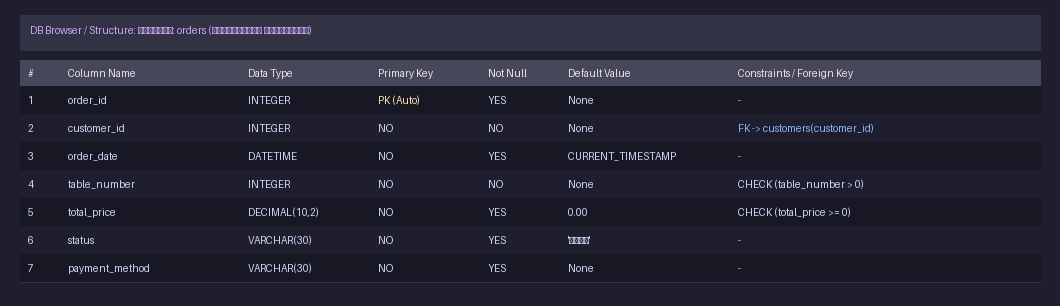 DB Browser / Structure: orders
# Column Name Data Type Primary Key Not Null Default Value Constraints / Foreign Key
1 order_id INTEGER PK (Auto) YES None -
2 customer_id INTEGER NO NO None FK -> customers(customer_id)
3 order_date DATETIME NO YES CURRENT_TIMESTAMP -
4 table_number INTEGER NO NO None CHECK (table_number > 0)
5 total_price DECIMAL(10,2) NO YES 0.00 CHECK (total_price >= 0)
6 status VARCHAR(30) NO YES -
7 payment_method VARCHAR(30) NO YES None -